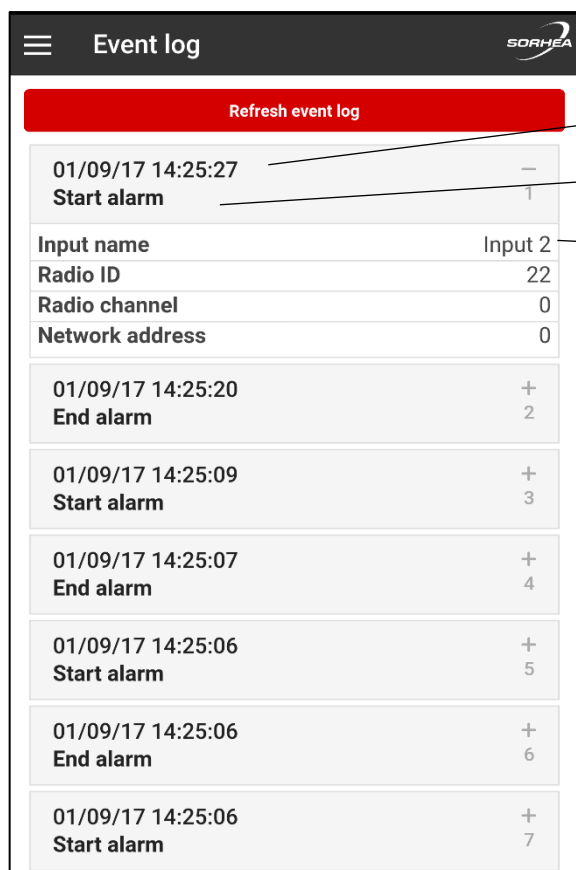 Event log
SORHEA
Refresh event log
01/09/17 14:25:27 −
Start alarm 1
Input name Input 2
Radio ID 22
Radio channel 0
Network address 0
01/09/17 14:25:20 +
End alarm 2
01/09/17 14:25:09 +
Start alarm 3
01/09/17 14:25:07 +
End alarm 4
01/09/17 14:25:06 +
Start alarm 5
01/09/17 14:25:06 +
End alarm 6
01/09/17 14:25:06 +
Start alarm 7